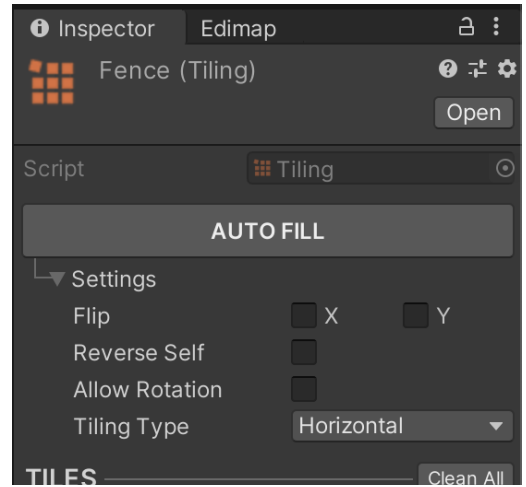 Inspector Edimap
Fence (Tiling)
Open
Script Tiling
AUTO FILL
Settings
Flip X Y
Reverse Self
Allow Rotation
Tiling Type Horizontal
TILES Clean All